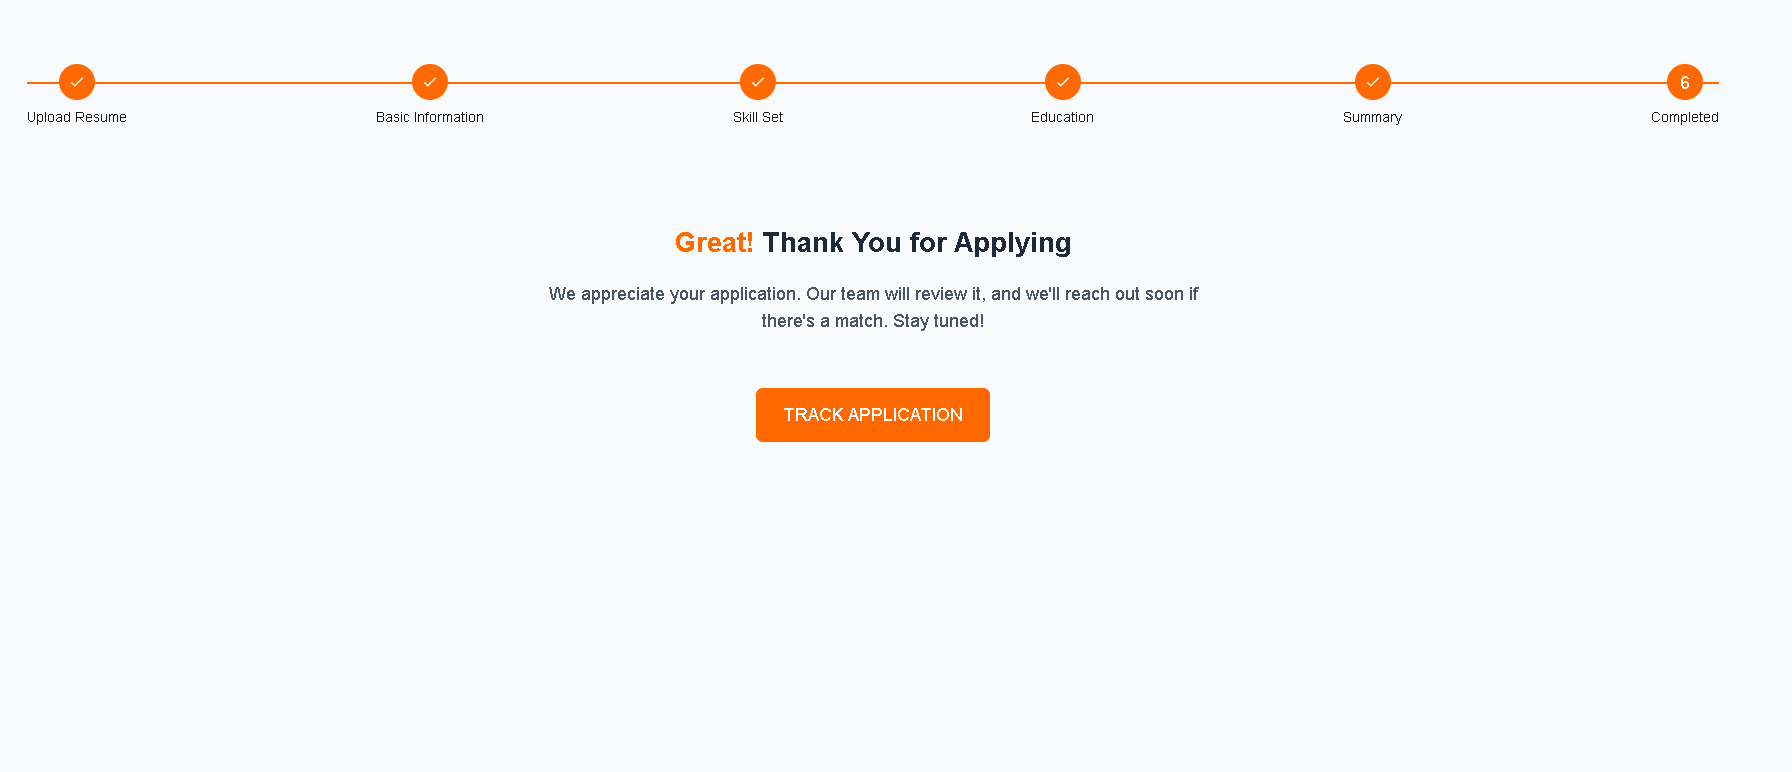 6
Upload Resume
Basic Information
Skill Set
Education
Summary
Completed
Great! Thank You for Applying
We appreciate your application. Our team will review it, and we'll reach out soon if
there's a match. Stay tuned!
TRACK APPLICATION